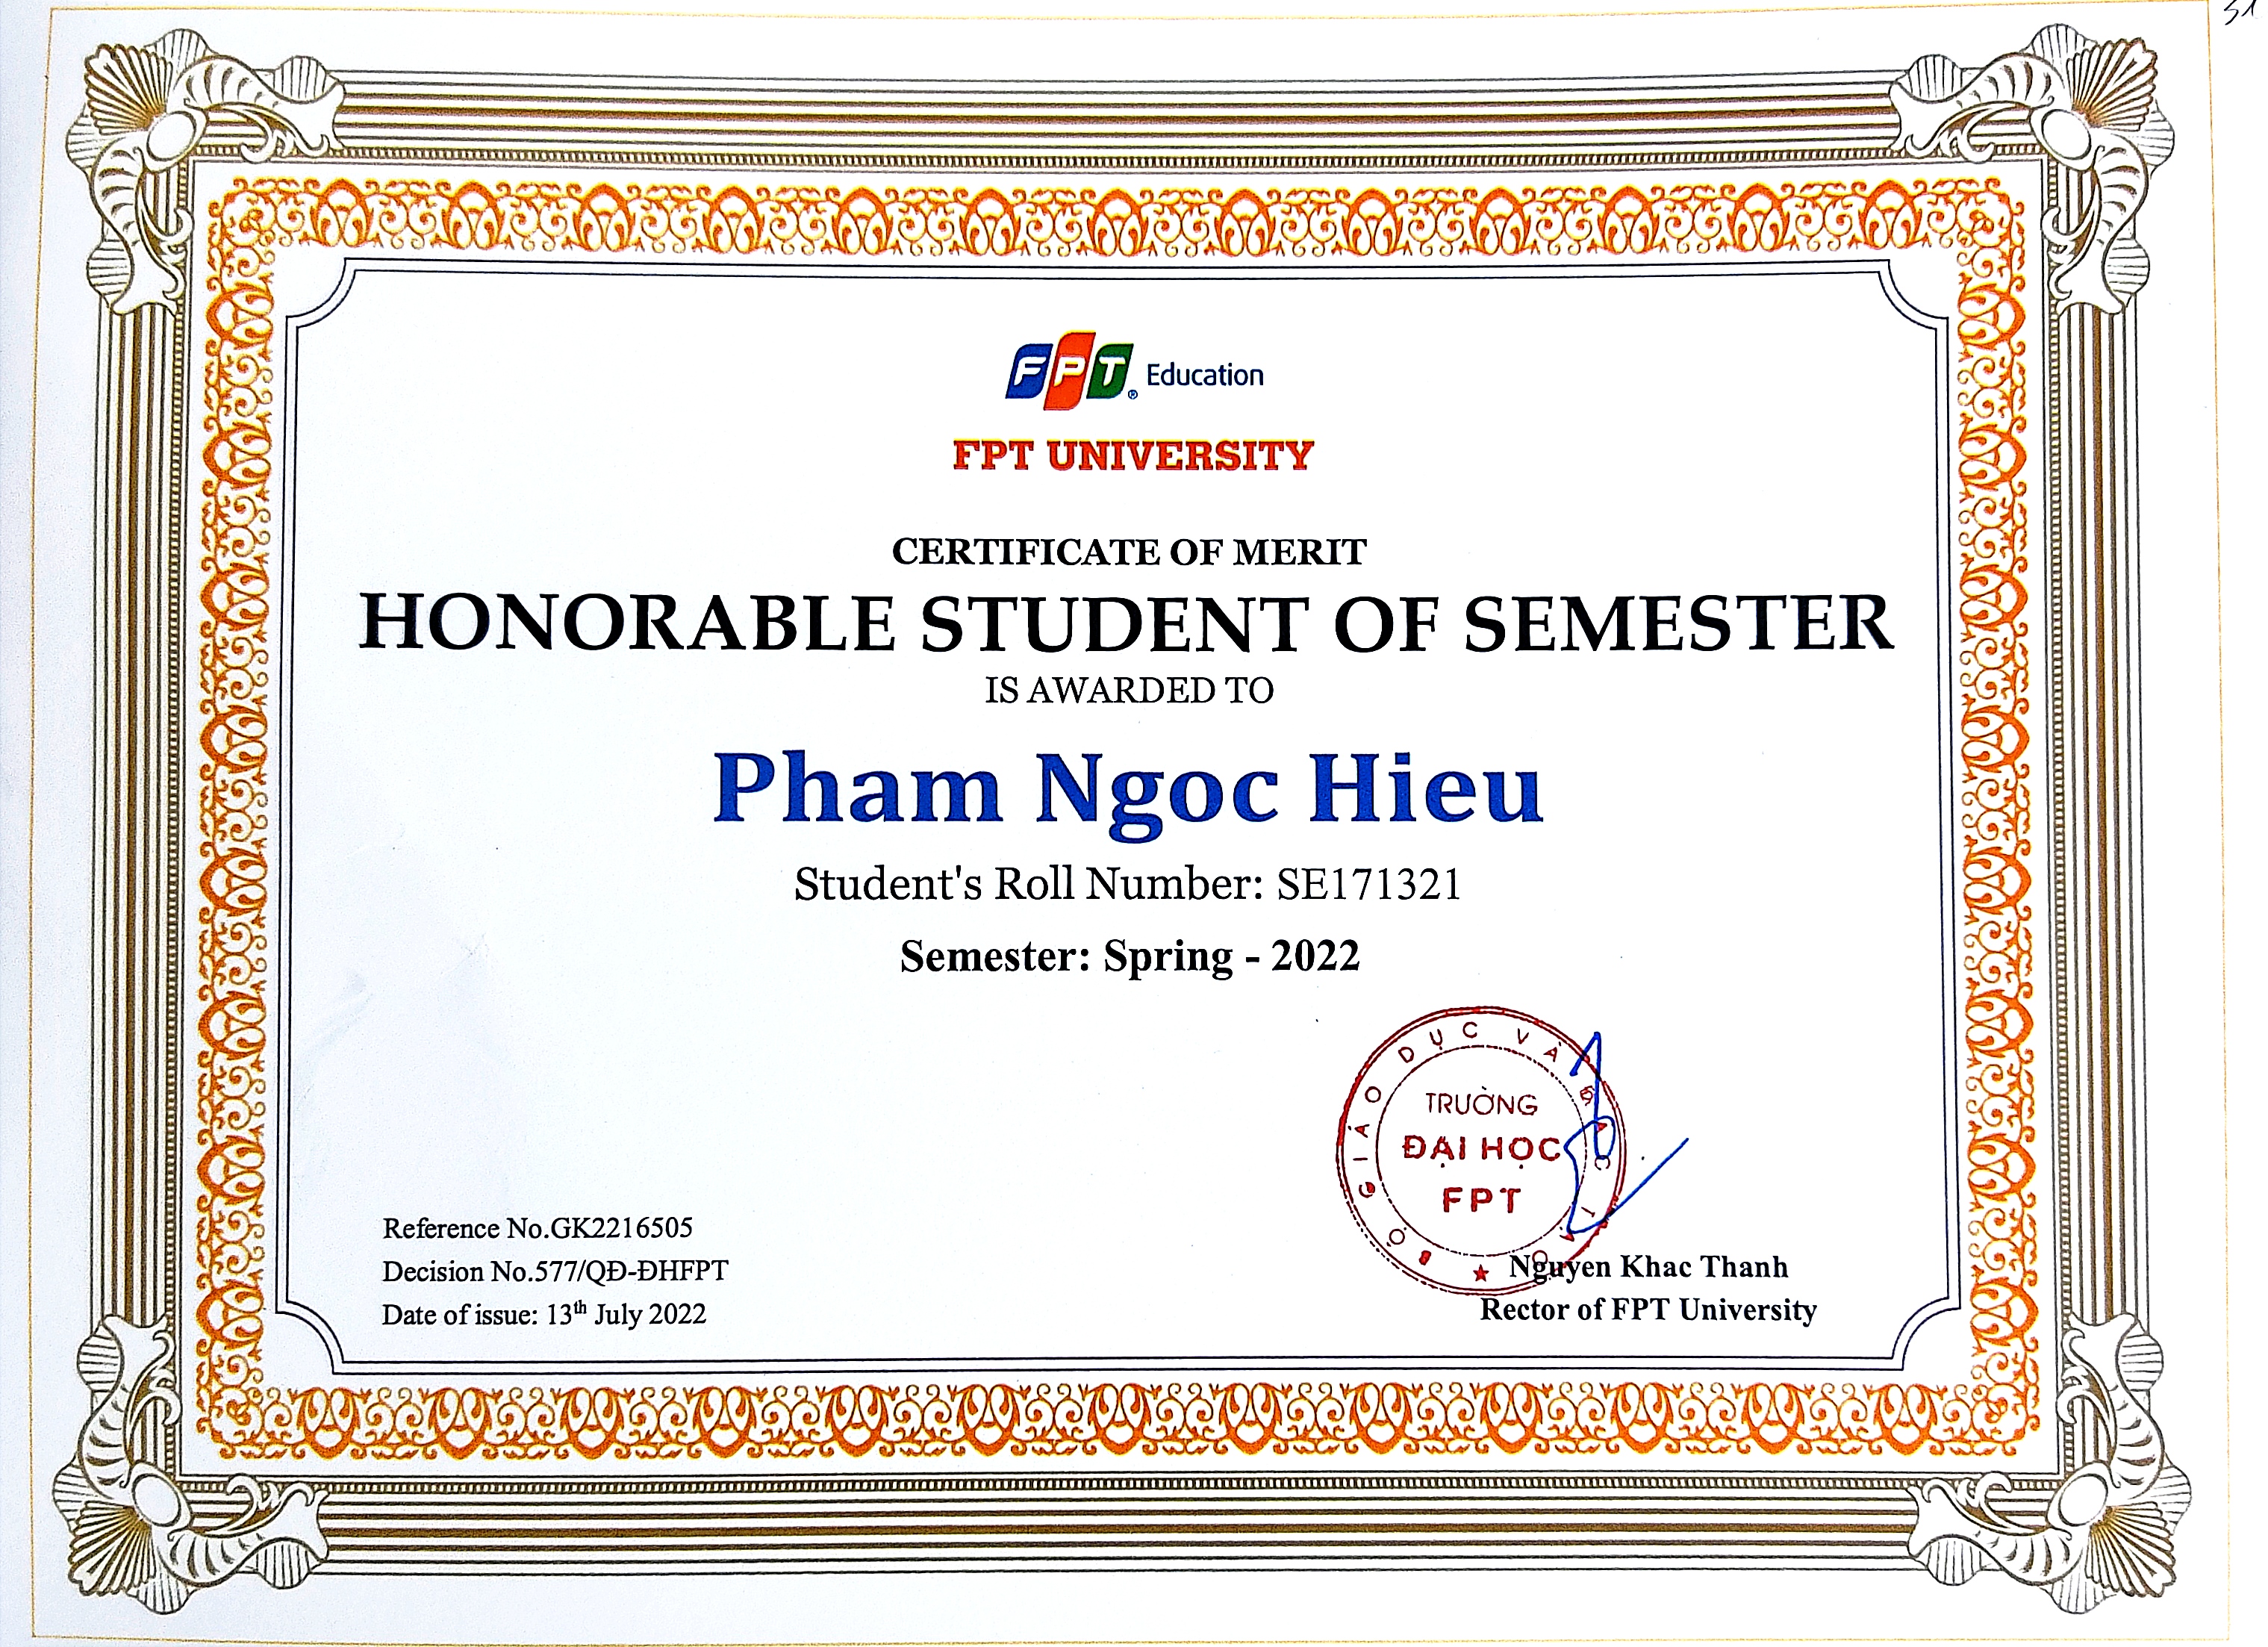 51
FPT® Education
FPT UNIVERSITY
CERTIFICATE OF MERIT
HONORABLE STUDENT OF SEMESTER
IS AWARDED TO
Pham Ngoc Hieu
Student's Roll Number: SE171321
Semester: Spring - 2022
BỘ GIÁO DỤC VÀ ĐÀO TẠO
TRƯỜNG
ĐẠI HỌC
FPT
Reference No.GK2216505
Decision No.577/QĐ-ĐHFPT
Date of issue: 13th July 2022
Nguyen Khac Thanh
Rector of FPT University